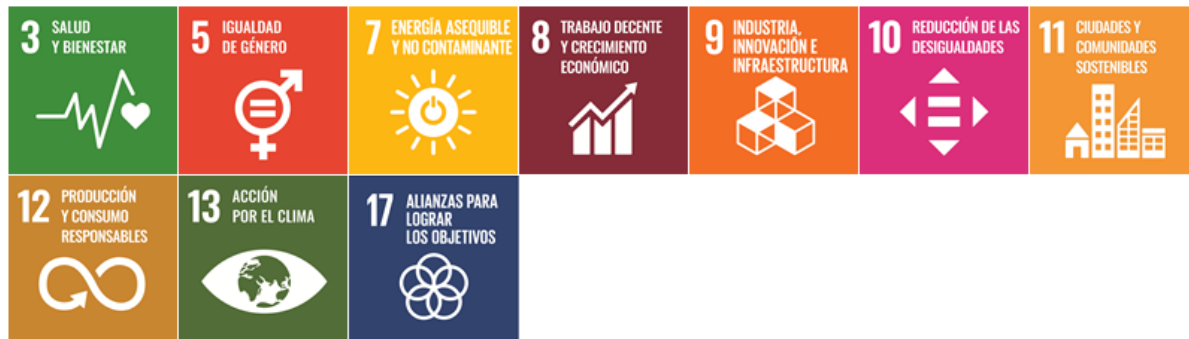 3 SALUD
Y BIENESTAR
5 IGUALDAD
DE GÉNERO
7 ENERGÍA ASEQUIBLE
Y NO CONTAMINANTE
8 TRABAJO DECENTE
Y CRECIMIENTO
ECONÓMICO
9 INDUSTRIA,
INNOVACIÓN E
INFRAESTRUCTURA
10 REDUCCIÓN DE LAS
DESIGUALDADES
11 CIUDADES Y
COMUNIDADES
SOSTENIBLES
12 PRODUCCIÓN
Y CONSUMO
RESPONSABLES
13 ACCIÓN
POR EL CLIMA
17 ALIANZAS PARA
LOGRAR
LOS OBJETIVOS